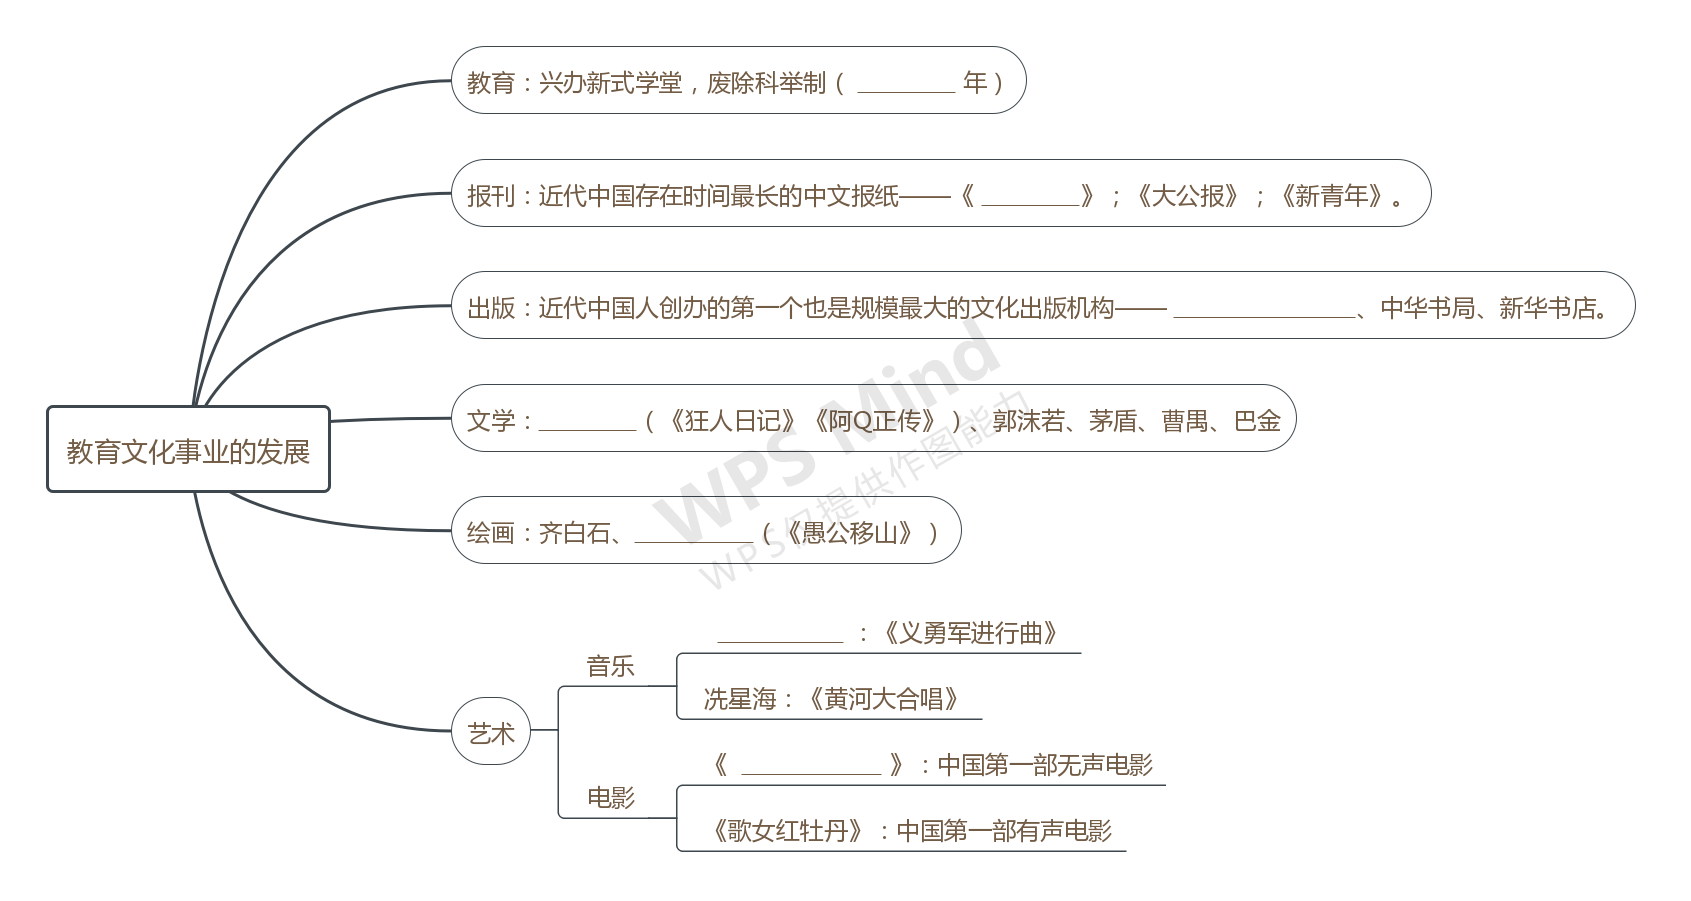 教育：兴办新式学堂，废除科举制（ ________ 年）
报刊：近代中国存在时间最长的中文报纸——《 ________》；《大公报》；《新青年》。
出版：近代中国人创办的第一个也是规模最大的文化出版机构—— _______________、中华书局、新华书店。
文学：________（《狂人日记》《阿Q正传》）、郭沫若、茅盾、曹禺、巴金
教育文化事业的发展
绘画：齐白石、__________（《愚公移山》）
__________ ：《义勇军进行曲》
音乐
冼星海：《黄河大合唱》
艺术
《 ___________ 》：中国第一部无声电影
电影
《歌女红牡丹》：中国第一部有声电影
WPS Mind
WPS仅提供作图能力